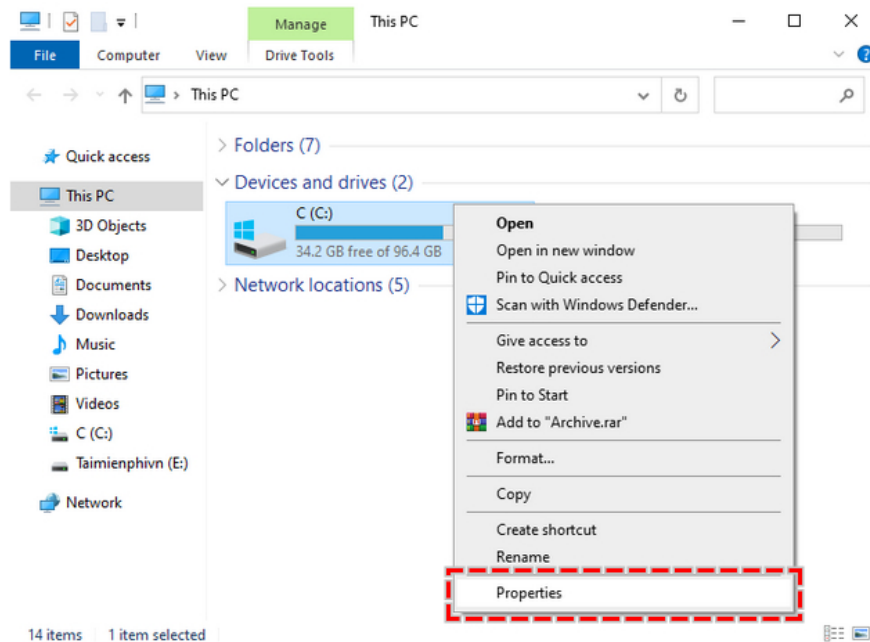 Manage This PC
File Computer View Drive Tools
This PC
Quick access
This PC
3D Objects
Desktop
Documents
Downloads
Music
Pictures
Videos
C (C:)
Taimienphivn (E:)
Network
Folders (7)
Devices and drives (2)
C (C:)
34.2 GB free of 96.4 GB
Network locations (5)
Open
Open in new window
Pin to Quick access
Scan with Windows Defender...
Give access to
Restore previous versions
Pin to Start
Add to "Archive.rar"
Format...
Copy
Create shortcut
Rename
Properties
14 items 1 item selected